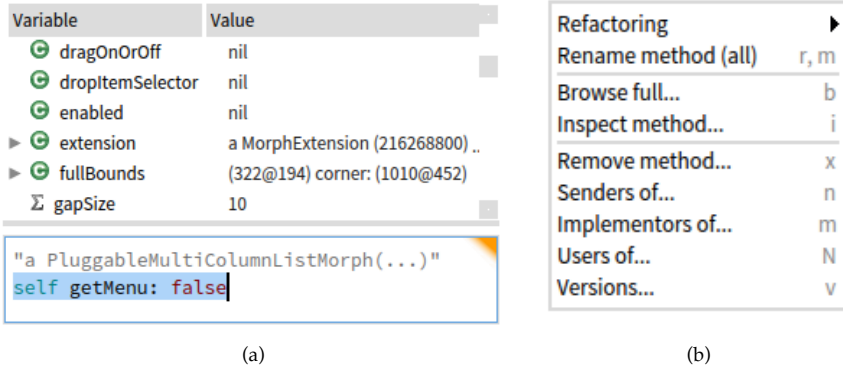 Variable Value
dragOnOrOff nil
dropItemSelector nil
enabled nil
extension a MorphExtension (216268800) ..
fullBounds (322@194) corner: (1010@452)
Σ gapSize 10
"a PluggableMultiColumnListMorph(...)"
self getMenu: false
(a)
Refactoring
Rename method (all) r, m
Browse full... b
Inspect method... i
Remove method... x
Senders of... n
Implementors of... m
Users of... N
Versions... v
(b)